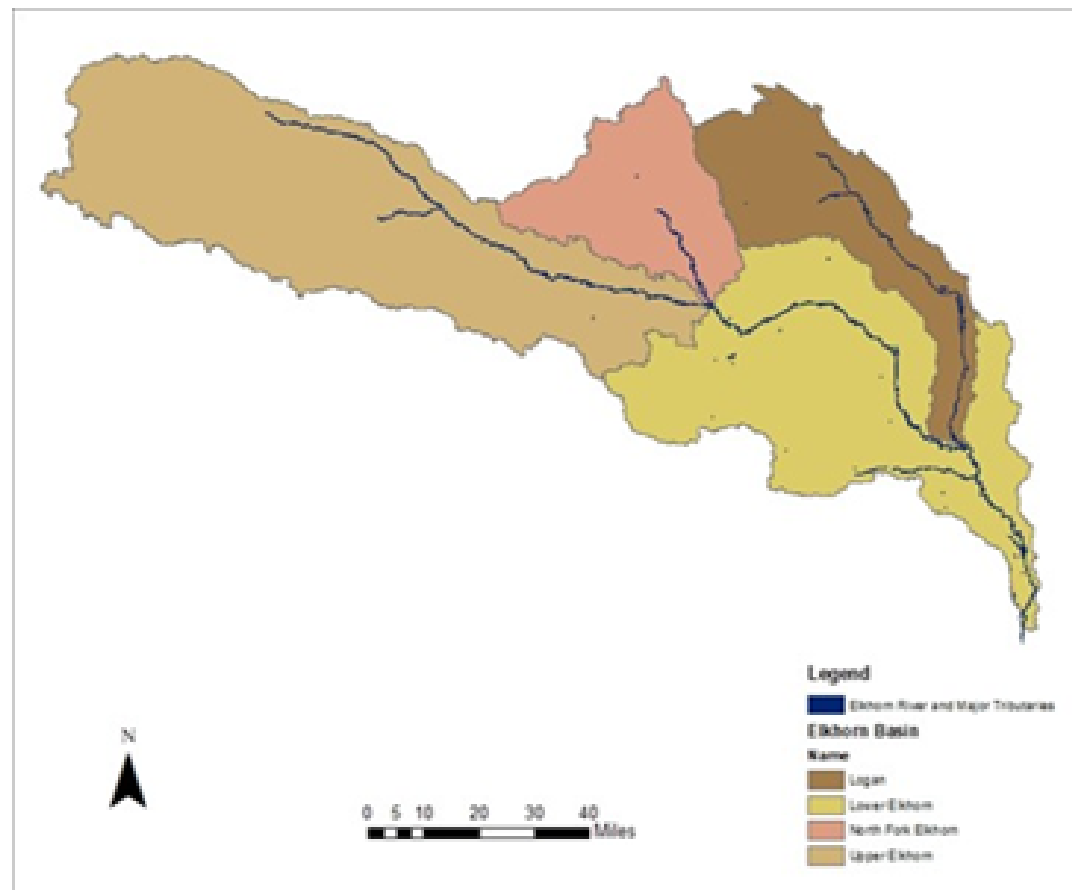 Legend
Elkhorn River and Major Tributaries
Elkhorn Basin
Name
Logan
Lower Elkhorn
North Fork Elkhorn
Upper Elkhorn
N
0 5 10 20 30 40
Miles